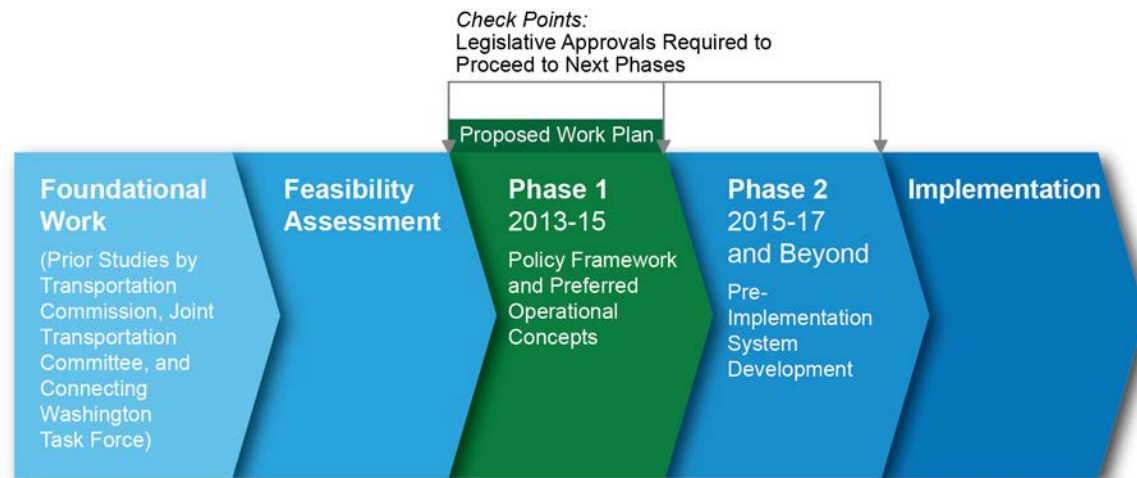 Check Points:
Legislative Approvals Required to
Proceed to Next Phases
Proposed Work Plan
Foundational
Work
(Prior Studies by
Transportation
Commission, Joint
Transportation
Committee, and
Connecting
Washington
Task Force)
Feasibility
Assessment
Phase 1
2013-15
Policy Framework
and Preferred
Operational
Concepts
Phase 2
2015-17
and Beyond
Pre-
Implementation
System
Development
Implementation